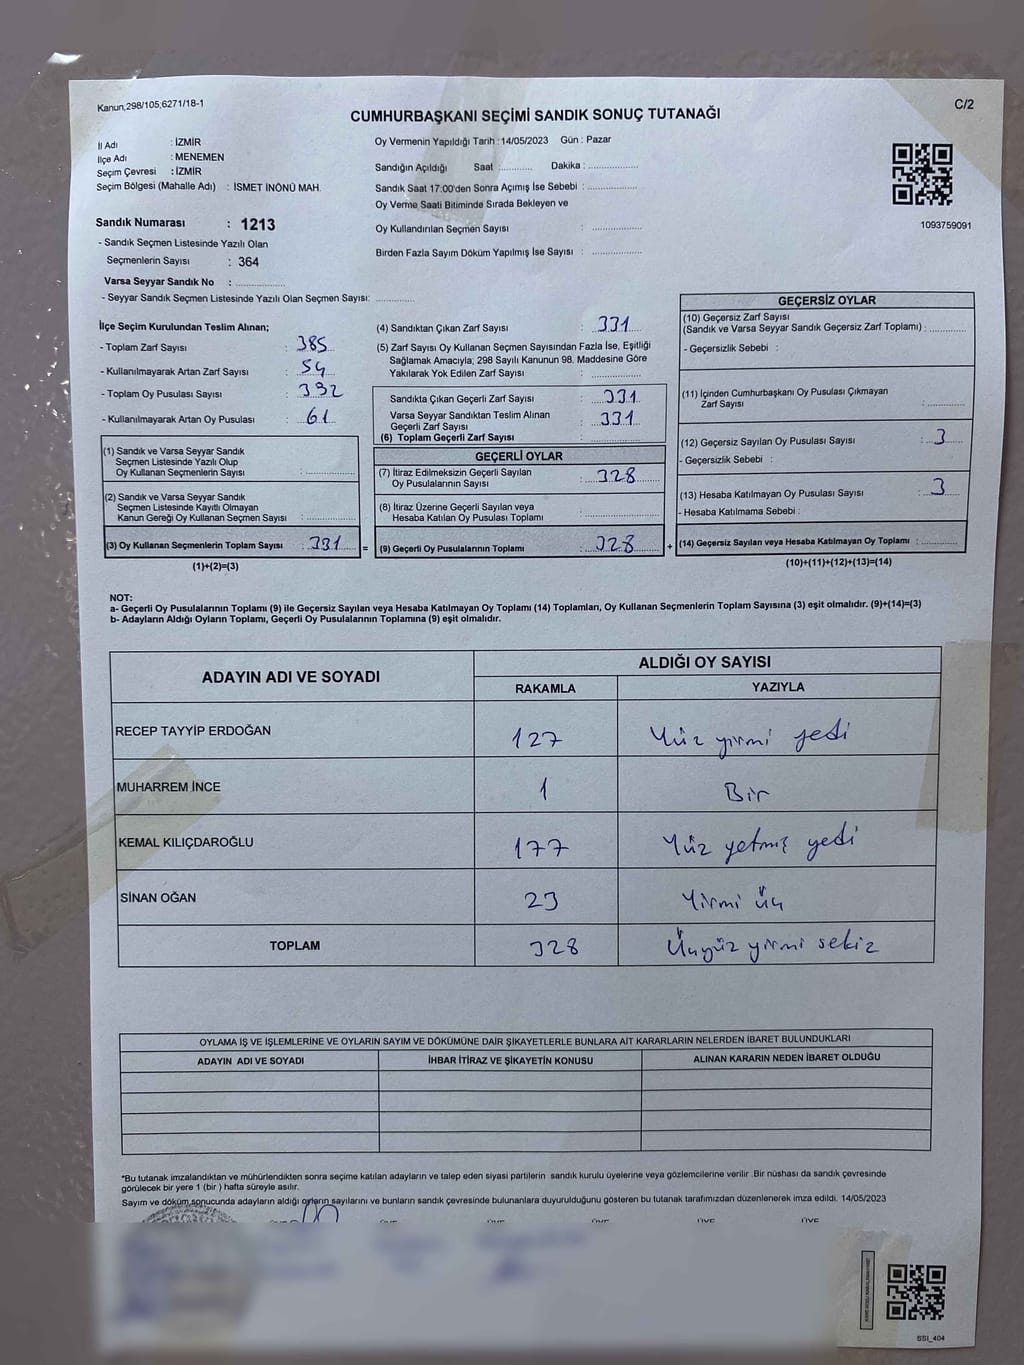 Kanun;298/105;6271/18-1
C/2
CUMHURBAŞKANI SEÇİMİ SANDIK SONUÇ TUTANAĞI
İl Adı : İZMİR
İlçe Adı : MENEMEN
Seçim Çevresi : İZMİR
Seçim Bölgesi (Mahalle Adı) : İSMET İNÖNÜ MAH.
Sandık Numarası : 1213
- Sandık Seçmen Listesinde Yazılı Olan
Seçmenlerin Sayısı : 364
Varsa Seyyar Sandık No : ................
- Seyyar Sandık Seçmen Listesinde Yazılı Olan Seçmen Sayısı: .............
Oy Vermenin Yapıldığı Tarih : 14/05/2023 Gün : Pazar
Sandığın Açıldığı Saat ............ Dakika : ................
Sandık Saat 17:00'den Sonra Açımış İse Sebebi : ................
Oy Verme Saati Bitiminde Sırada Bekleyen ve
Oy Kullandırılan Seçmen Sayısı : ................
Birden Fazla Sayım Döküm Yapılmış İse Sayısı : ................
1093759091
İlçe Seçim Kurulundan Teslim Alınan;
- Toplam Zarf Sayısı : 385
- Kullanılmayarak Artan Zarf Sayısı : 54
- Toplam Oy Pusulası Sayısı : 392
- Kullanılmayarak Artan Oy Pusulası : 61
(1) Sandık ve Varsa Seyyar Sandık
Seçmen Listesinde Yazılı Olup
Oy Kullanan Seçmenlerin Sayısı : ................
(2) Sandık ve Varsa Seyyar Sandık
Seçmen Listesinde Kayıtlı Olmayan
Kanun Gereği Oy Kullanan Seçmen Sayısı : ................
(3) Oy Kullanan Seçmenlerin Toplam Sayısı : 331 =
(1)+(2)=(3)
(4) Sandıktan Çıkan Zarf Sayısı : 331
(5) Zarf Sayısı Oy Kullanan Seçmen Sayısından Fazla İse, Eşitliği
Sağlamak Amacıyla; 298 Sayılı Kanunun 98. Maddesine Göre
Yakılarak Yok Edilen Zarf Sayısı : ................
Sandıkta Çıkan Geçerli Zarf Sayısı : 331
Varsa Seyyar Sandıktan Teslim Alınan
Geçerli Zarf Sayısı : 331
(6) Toplam Geçerli Zarf Sayısı : ................
GEÇERLİ OYLAR
(7) İtiraz Edilmeksizin Geçerli Sayılan
Oy Pusulalarının Sayısı : 328
(8) İtiraz Üzerine Geçerli Sayılan veya
Hesaba Katılan Oy Pusulası Toplamı : ................
(9) Geçerli Oy Pusulalarının Toplamı : 328 +
GEÇERSİZ OYLAR
(10) Geçersiz Zarf Sayısı
(Sandık ve Varsa Seyyar Sandık Geçersiz Zarf Toplamı) : ............
- Geçersizlik Sebebi :
(11) İçinden Cumhurbaşkanı Oy Pusulası Çıkmayan
Zarf Sayısı : ............
(12) Geçersiz Sayılan Oy Pusulası Sayısı : 3
- Geçersizlik Sebebi :
(13) Hesaba Katılmayan Oy Pusulası Sayısı : 3
- Hesaba Katılmama Sebebi :
(14) Geçersiz Sayılan veya Hesaba Katılmayan Oy Toplamı : ............
(10)+(11)+(12)+(13)=(14)
NOT:
a- Geçerli Oy Pusulalarının Toplamı (9) ile Geçersiz Sayılan veya Hesaba Katılmayan Oy Toplamı (14) Toplamları, Oy Kullanan Seçmenlerin Toplam Sayısına (3) eşit olmalıdır. (9)+(14)=(3)
b- Adayların Aldığı Oyların Toplamı, Geçerli Oy Pusulalarının Toplamına (9) eşit olmalıdır.
ADAYIN ADI VE SOYADI
ALDIĞI OY SAYISI
RAKAMLA YAZIYLA
RECEP TAYYİP ERDOĞAN 127 Yüz yirmi yedi
MUHARREM İNCE 1 Bir
KEMAL KILIÇDAROĞLU 177 Yüz yetmiş yedi
SİNAN OĞAN 23 Yirmi üç
TOPLAM 328 Üçyüz yirmi sekiz
OYLAMA İŞ VE İŞLEMLERİNE VE OYLARIN SAYIM VE DÖKÜMÜNE DAİR ŞİKAYETLERLE BUNLARA AİT KARARLARIN NELERDEN İBARET BULUNDUKLARI
ADAYIN ADI VE SOYADI İHBAR İTİRAZ VE ŞİKAYETİN KONUSU ALINAN KARARIN NEDEN İBARET OLDUĞU
*Bu tutanak imzalandıktan ve mühürlendikten sonra seçime katılan adayların ve talep eden siyasi partilerin sandık kurulu üyelerine veya gözlemcilerine verilir .Bir nüshası da sandık çevresinde
görülecek bir yere 1 (bir ) hafta süreyle asılır.
Sayım ve döküm sonucunda adayların aldığı oyların sayılarını ve bunların sandık çevresinde bulunanlara duyurulduğunu gösteren bu tutanak tarafımızdan düzenlenerek imza edildi. 14/05/2023
ÜYE ÜYE ÜYE ÜYE ÜYE
SSI_404